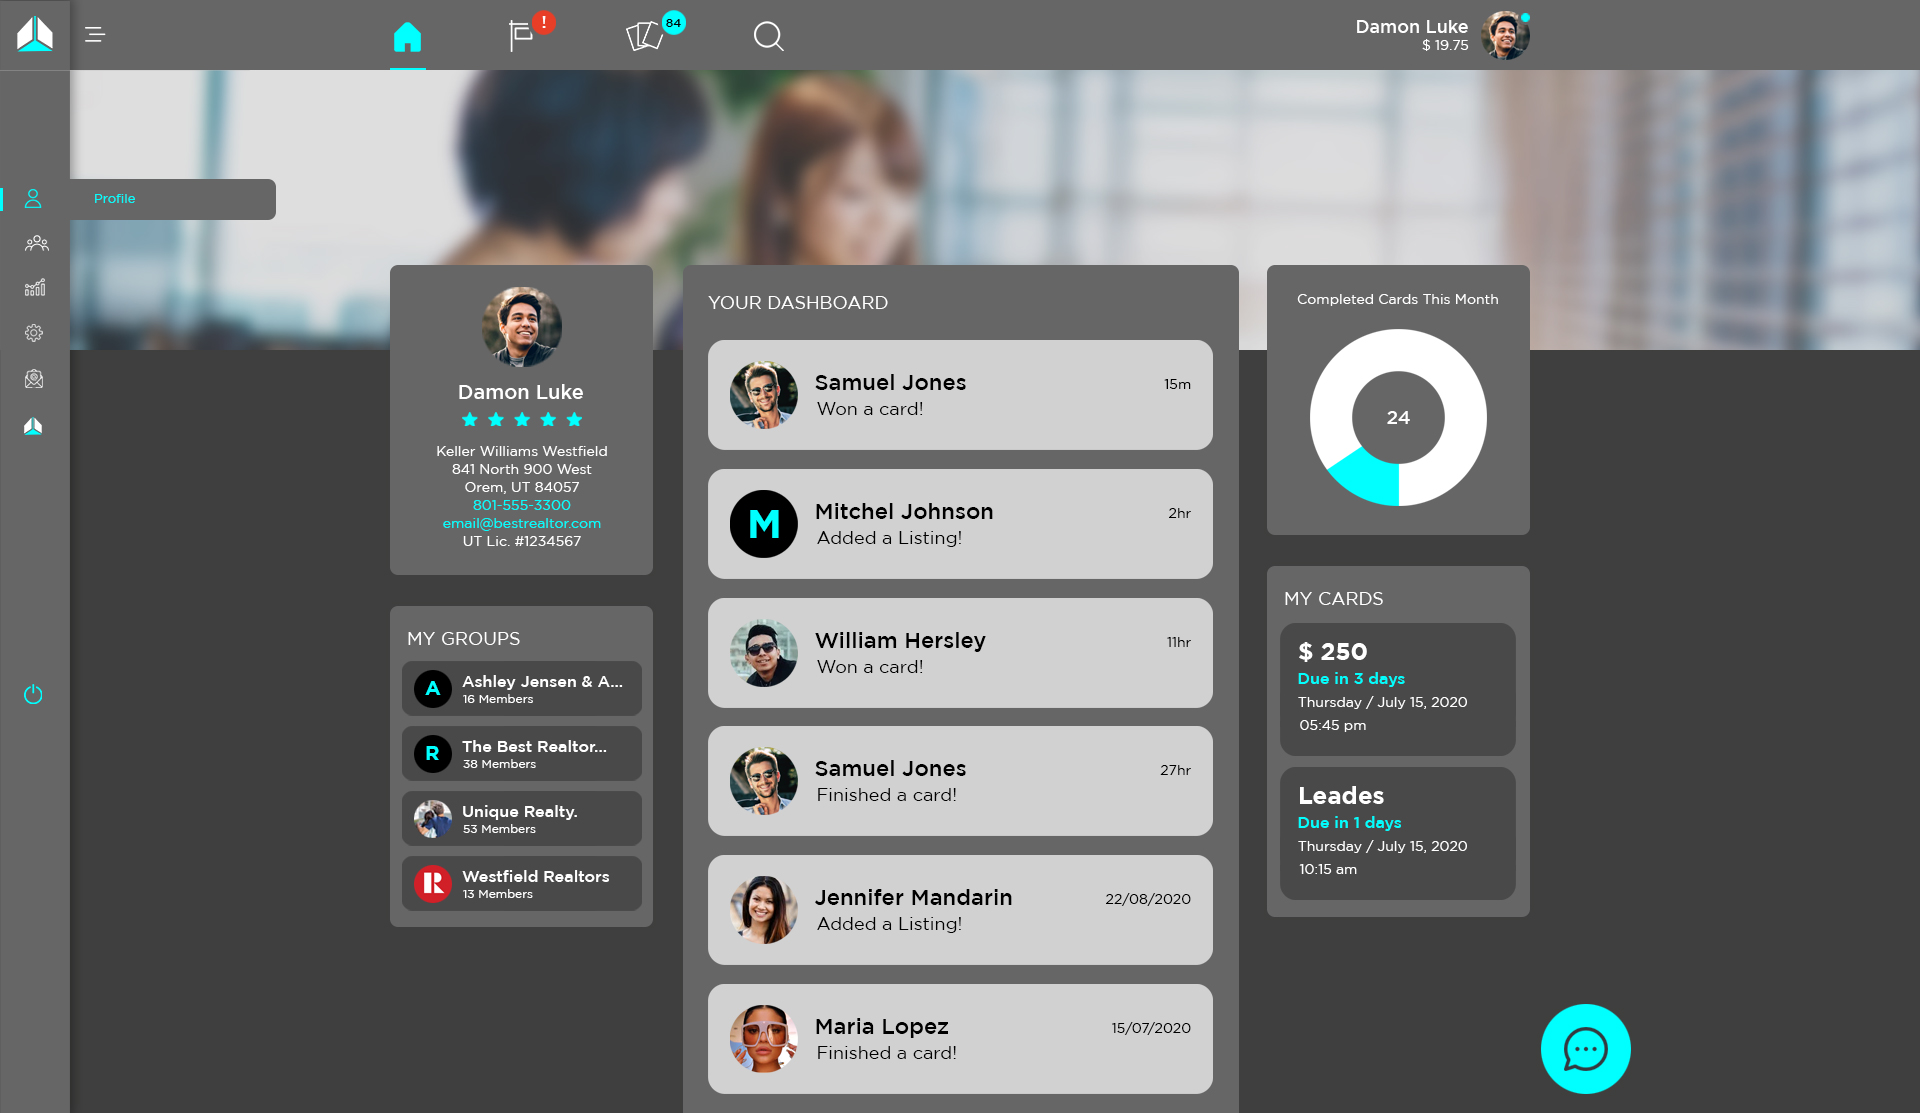 !
84
Damon Luke
$ 19.75
Profile
Damon Luke
Keller Williams Westfield
841 North 900 West
Orem, UT 84057
801-555-3300
email@bestrealtor.com
UT Lic. #1234567
MY GROUPS
A
Ashley Jensen & A...
16 Members
R
The Best Realtor...
38 Members
Unique Realty.
53 Members
R
Westfield Realtors
13 Members
YOUR DASHBOARD
Samuel Jones
15m
Won a card!
M
Mitchel Johnson
2hr
Added a Listing!
William Hersley
11hr
Won a card!
Samuel Jones
27hr
Finished a card!
Jennifer Mandarin
22/08/2020
Added a Listing!
Maria Lopez
15/07/2020
Finished a card!
Completed Cards This Month
24
MY CARDS
$ 250
Due in 3 days
Thursday / July 15, 2020
05:45 pm
Leades
Due in 1 days
Thursday / July 15, 2020
10:15 am